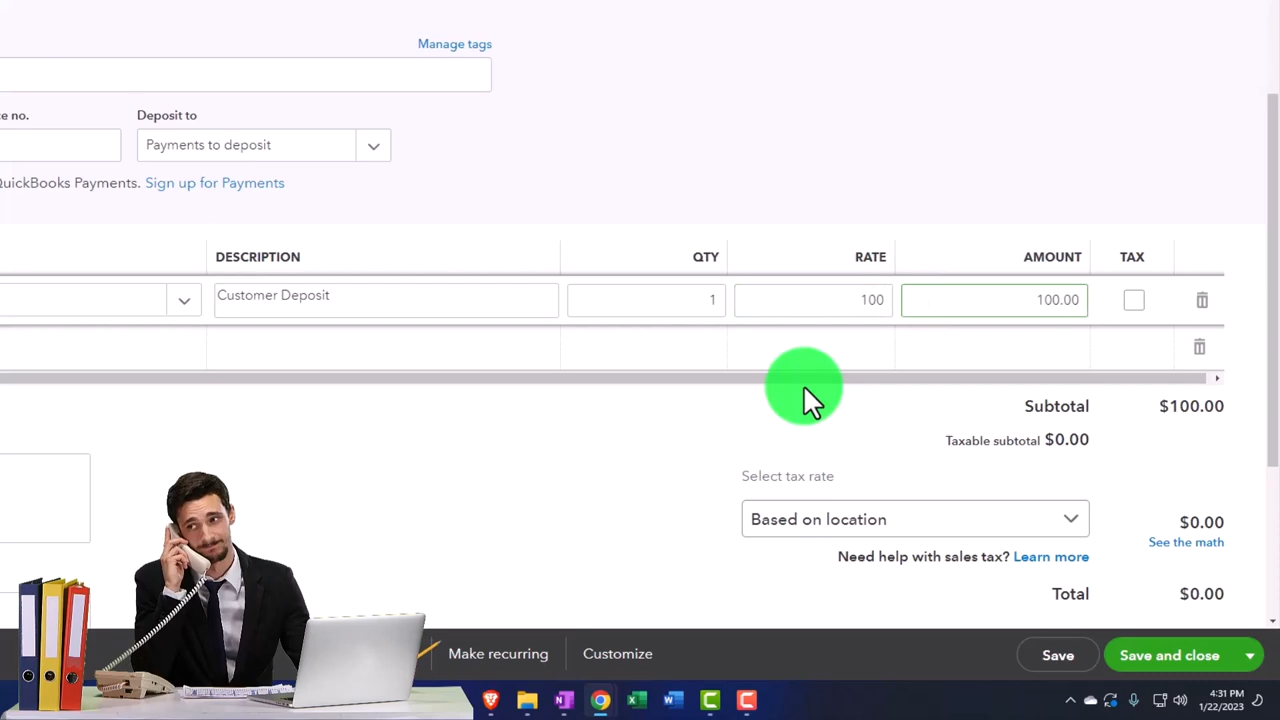 Manage tags
ce no.
Deposit to
Payments to deposit
QuickBooks Payments. Sign up for Payments
DESCRIPTION QTY RATE AMOUNT TAX
Customer Deposit 1 100 100.00
Subtotal $100.00
Taxable subtotal $0.00
Select tax rate
Based on location $0.00
Need help with sales tax? Learn more See the math
Total $0.00
Make recurring Customize Save Save and close
4:31 PM
1/22/2023